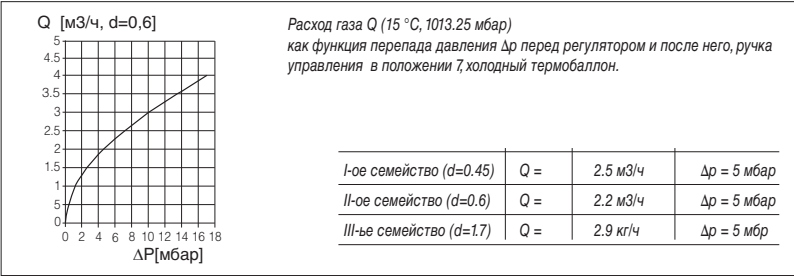 Q [м3/ч, d=0,6]
5
4.5
4
3.5
3
2.5
2
1.5
1
5
0
0 2 4 6 8 10 12 14 16 18
ΔP[мбар]
Расход газа Q (15 °C, 1013.25 мбар)
как функция перепада давления Δp перед регулятором и после него, ручка
управления в положении 7, холодный термобаллон.
I-ое семейство (d=0.45) Q = 2.5 м3/ч Δp = 5 мбар
II-ое семейство (d=0.6) Q = 2.2 м3/ч Δp = 5 мбар
III-ье семейство (d=1.7) Q = 2.9 кг/ч Δp = 5 мбр